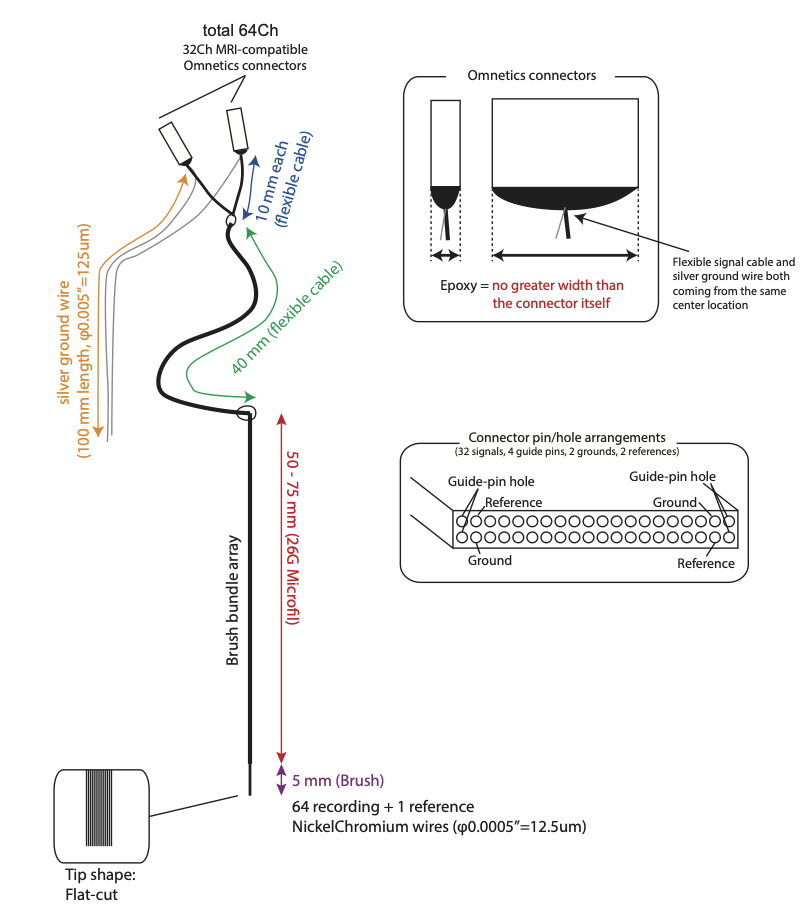 total 64Ch
32Ch MRI-compatible
Omnetics connectors
10 mm each
(flexible cable)
silver ground wire
(100 mm length, φ0.005”=125um)
40 mm (flexible cable)
50 - 75 mm (26G Microfil)
Brush bundle array
5 mm (Brush)
64 recording + 1 reference
NickelChromium wires (φ0.0005”=12.5um)
Tip shape:
Flat-cut
Omnetics connectors
Flexible signal cable and
silver ground wire both
coming from the same
center location
Epoxy = no greater width than
the connector itself
Connector pin/hole arrangements
(32 signals, 4 guide pins, 2 grounds, 2 references)
Guide-pin hole
Guide-pin hole
Reference
Ground
Ground
Reference